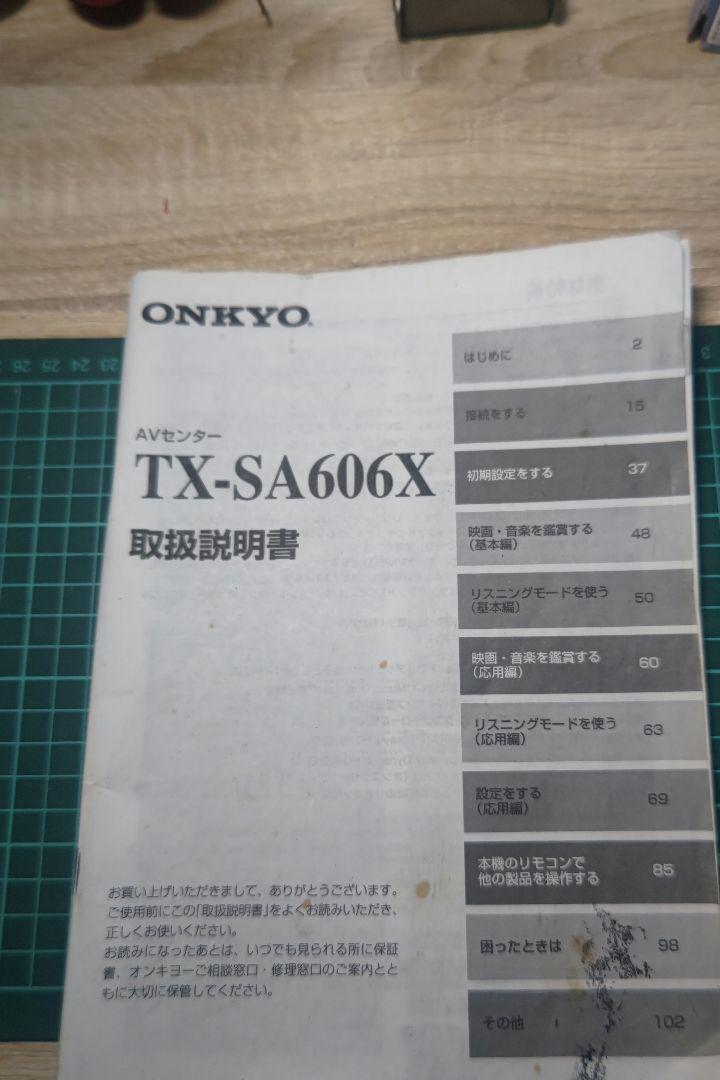 ONKYO
AVセンター
TX-SA606X
取扱説明書
はじめに 2
接続をする 15
初期設定をする 37
映画・音楽を鑑賞する
(基本編) 48
リスニングモードを使う
(基本編) 50
映画・音楽を鑑賞する
(応用編) 60
リスニングモードを使う
(応用編) 63
設定をする
(応用編) 69
本機のリモコンで
他の製品を操作する 85
困ったときは 98
その他 102
お買い上げいただきまして、ありがとうございます。
ご使用前にこの「取扱説明書」をよくお読みいただき、
正しくお使いください。
お読みになったあとは、いつでも見られる所に保証
書、オンキヨーご相談窓口・修理窓口のご案内とと
もに大切に保管してください。
23 24 25 26
3